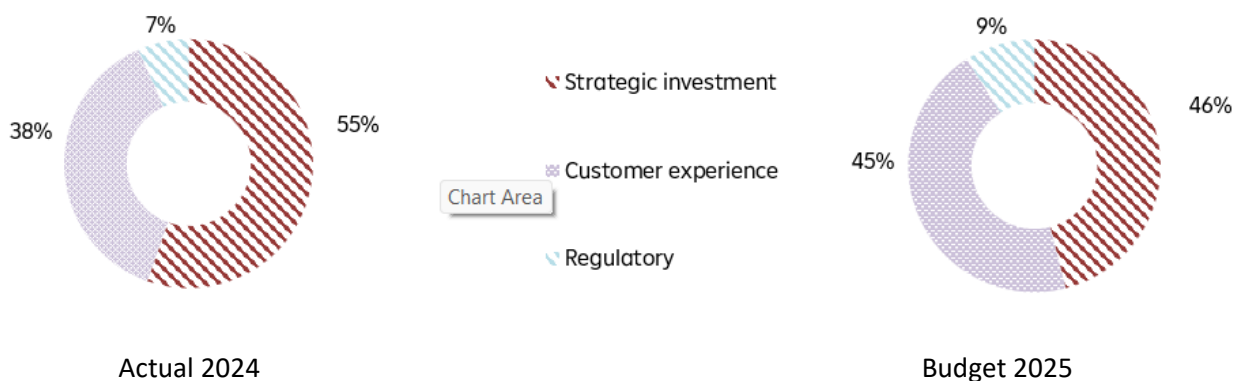 7%
38%
55%
Strategic investment
Customer experience
Chart Area
Regulatory
9%
46%
45%
Actual 2024
Budget 2025